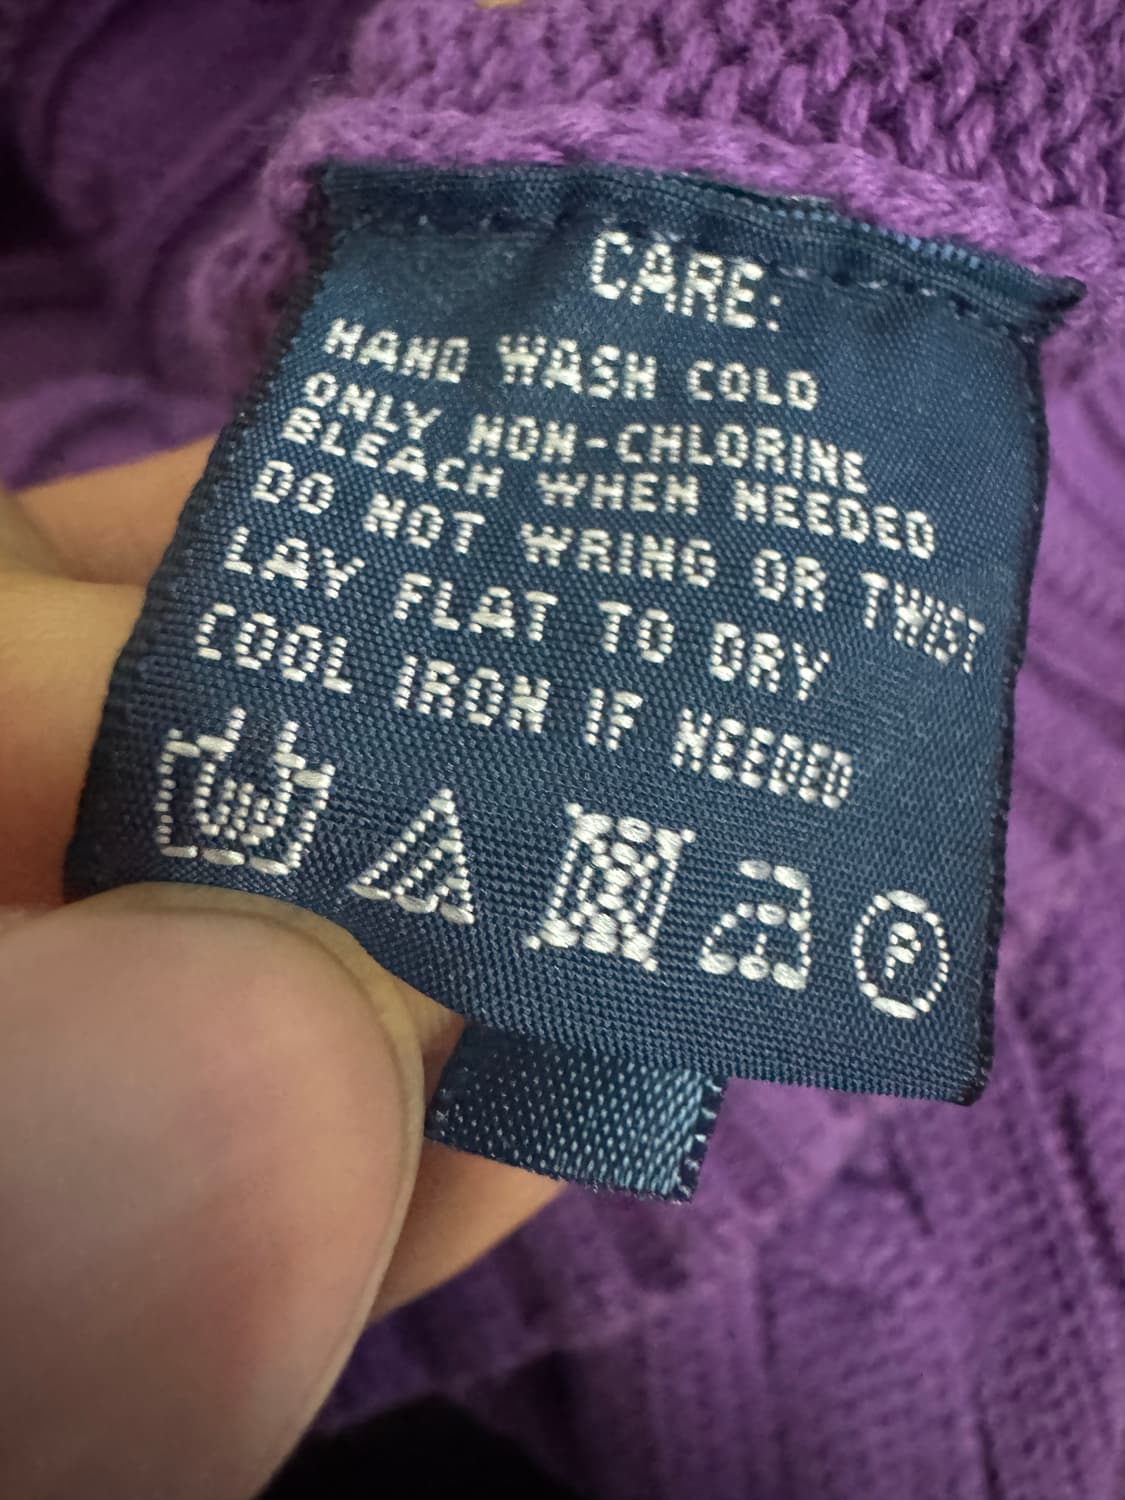 CARE:
HAND WASH COLD
ONLY NON-CHLORINE
BLEACH WHEN NEEDED
DO NOT WRING OR TWIST
LAY FLAT TO DRY
COOL IRON IF NEEDED
P